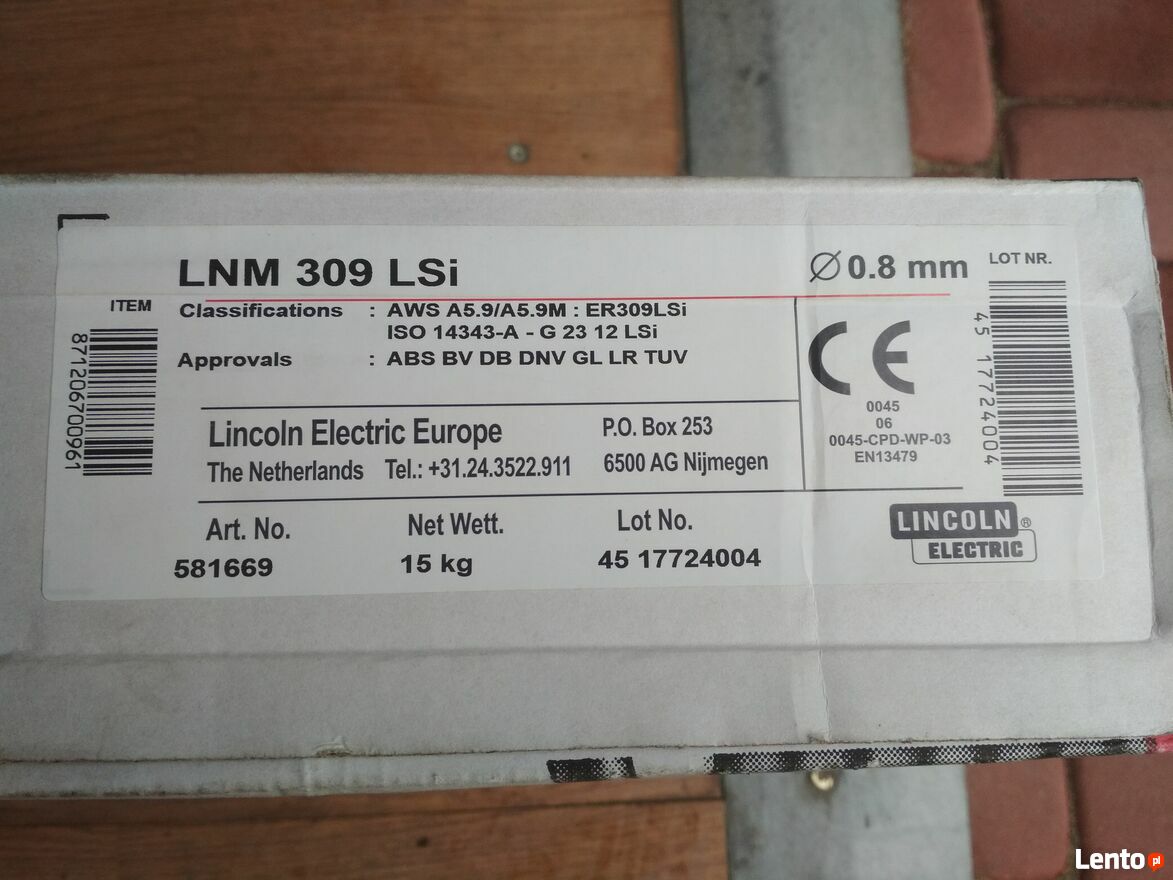 LNM 309 LSi
Ø 0.8 mm
LOT NR.
ITEM
Classifications : AWS A5.9/A5.9M : ER309LSi
ISO 14343-A - G 23 12 LSi
Approvals : ABS BV DB DNV GL LR TUV
871206700961
45 17724004
CE
0045
06
0045-CPD-WP-03
EN13479
Lincoln Electric Europe P.O. Box 253
The Netherlands Tel.: +31.24.3522.911 6500 AG Nijmegen
Art. No. Net Wett. Lot No.
581669 15 kg 45 17724004
LINCOLN ®
ELECTRIC
Lento pl